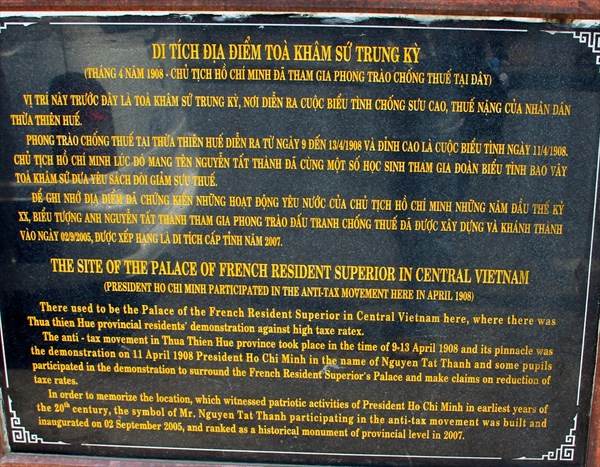 DI TÍCH ĐỊA ĐIỂM TOÀ KHÂM SỨ TRUNG KỲ
(THÁNG 4 NĂM 1908 - CHỦ TỊCH HỒ CHÍ MINH ĐÃ THAM GIA PHONG TRÀO CHỐNG THUẾ TẠI ĐÂY)
VỊ TRÍ NÀY TRƯỚC ĐÂY LÀ TOÀ KHÂM SỨ TRUNG KỲ, NƠI DIỄN RA CUỘC BIỂU TÌNH CHỐNG SƯU CAO, THUẾ NẶNG CỦA NHÂN DÂN
THỪA THIÊN HUẾ.
PHONG TRÀO CHỐNG THUẾ TẠI THỪA THIÊN HUẾ DIỄN RA TỪ NGÀY 9 ĐẾN 13/4/1908 VÀ ĐỈNH CAO LÀ CUỘC BIỂU TÌNH NGÀY 11/4/1908.
CHỦ TỊCH HỒ CHÍ MINH LÚC ĐÓ MANG TÊN NGUYỄN TẤT THÀNH ĐÃ CÙNG MỘT SỐ HỌC SINH THAM GIA ĐOÀN BIỂU TÌNH BAO VÂY
TOÀ KHÂM SỨ ĐƯA YÊU SÁCH ĐÒI GIẢM SƯU THUẾ.
ĐỂ GHI NHỚ ĐỊA ĐIỂM ĐÃ CHỨNG KIẾN NHỮNG HOẠT ĐỘNG YÊU NƯỚC CỦA CHỦ TỊCH HỒ CHÍ MINH NHỮNG NĂM ĐẦU THẾ KỶ
XX, BIỂU TƯỢNG ANH NGUYỄN TẤT THÀNH THAM GIA PHONG TRÀO ĐẤU TRANH CHỐNG THUẾ ĐÃ ĐƯỢC XÂY DỰNG VÀ KHÁNH THÀNH
VÀO NGÀY 02/9/2005, ĐƯỢC XẾP HẠNG LÀ DI TÍCH CẤP TỈNH NĂM 2007.
THE SITE OF THE PALACE OF FRENCH RESIDENT SUPERIOR IN CENTRAL VIETNAM
(PRESIDENT HO CHI MINH PARTICIPATED IN THE ANTI-TAX MOVEMENT HERE IN APRIL 1908)
There used to be the Palace of the French Resident Superior in Central Vietnam here, where there was
Thua thien Hue provincial residents' demonstration against high taxe ratex.
The anti - tax movement in Thua Thien Hue province took place in the time of 9-13 April 1908 and its pinnacle was
the demonstration on 11 April 1908 President Ho Chi Minh in the name of Nguyen Tat Thanh and some pupils
participated in the demonstration to surround the French Resident Superior's Palace and make claims on reduction of
taxe rates.
In order to memorize the location, which witnessed patriotic activities of President Ho Chi Minh in earliest years of
the 20th century, the symbol of Mr. Nguyen Tat Thanh participating in the anti-tax movement was built and
inaugurated on 02 September 2005, and ranked as a historical monument of provincial level in 2007.